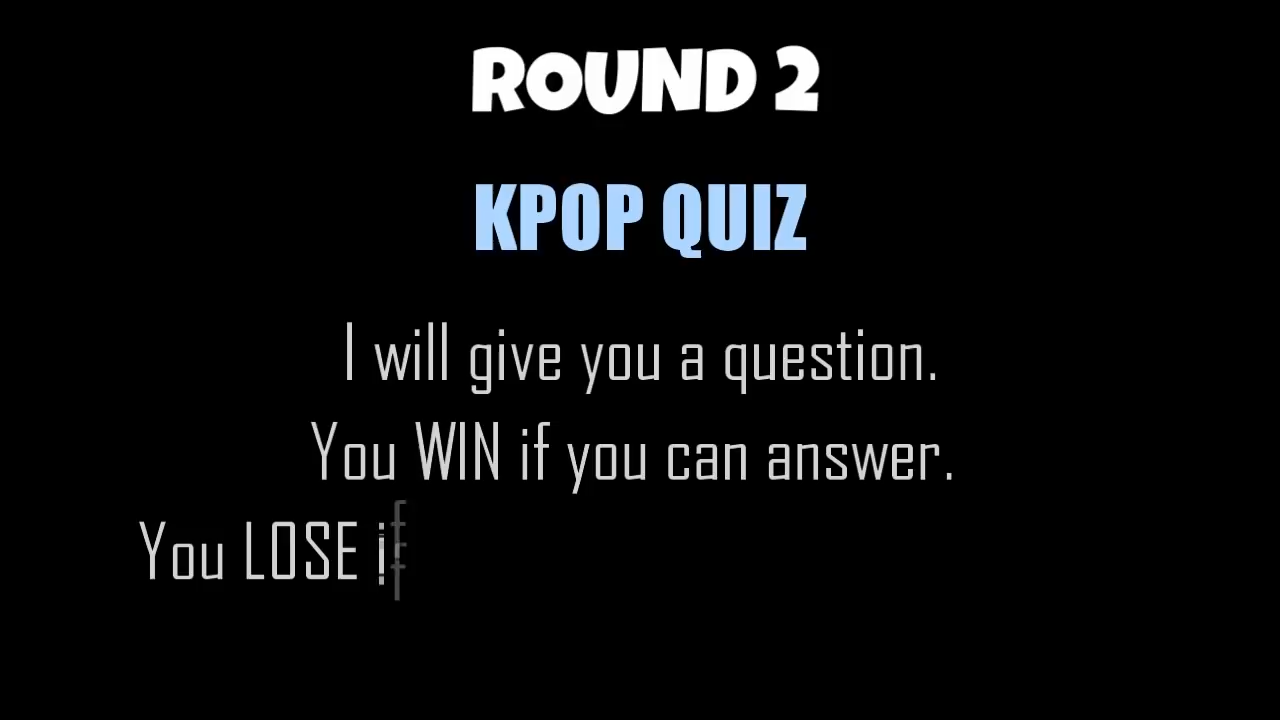 ROUND 2
KPOP QUIZ
I will give you a question.
You WIN if you can answer.
You LOSE if